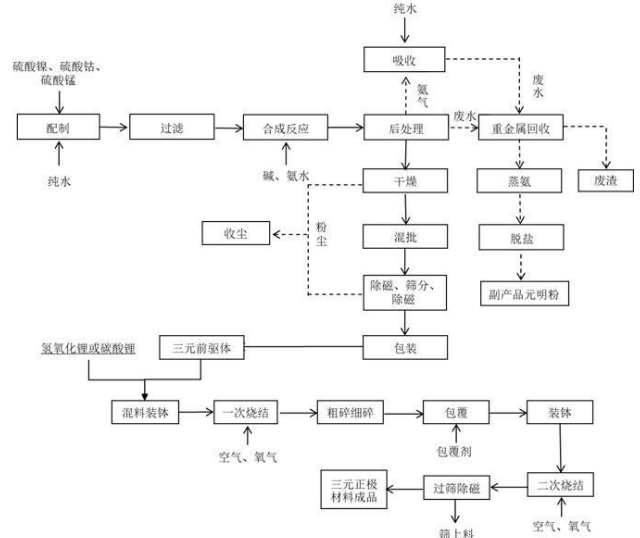 纯水
硫酸镍、硫酸钴、
硫酸锰
吸收
氨气
废水
配制
过滤
合成反应
后处理
废水
重金属回收
纯水
碱、氨水
干燥
蒸氨
废渣
收尘
粉尘
混批
脱盐
除磁、筛分、
除磁
副产品元明粉
氢氧化锂或碳酸锂
三元前驱体
包装
混料装钵
一次烧结
粗碎细碎
包覆
装钵
空气、氧气
包覆剂
三元正极
材料成品
过筛除磁
二次烧结
筛上料
空气、氧气